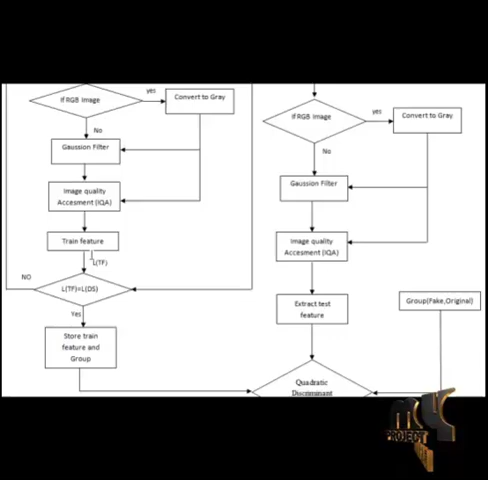 yes
If RGB Image
Convert to Gray
No
Gaussion Filter
Image quality
Accesment (IQA)
Train feature
L(TF)
NO
L(TF)=L(DS)
Yes
Store train
feature and
Group
If RGB Image
yes
Convert to Gray
No
Gaussion Filter
Image quality
Accesment (IQA)
Extract test
feature
Group(Fake,Original)
Quadratic
Discriminant
MY
PROJECT